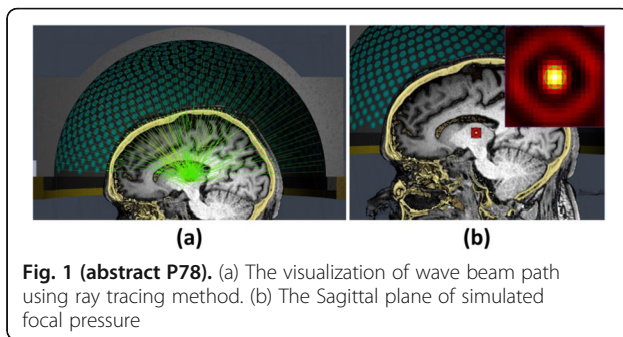 (a)
(b)
Fig. 1 (abstract P78). (a) The visualization of wave beam path
using ray tracing method. (b) The Sagittal plane of simulated
focal pressure